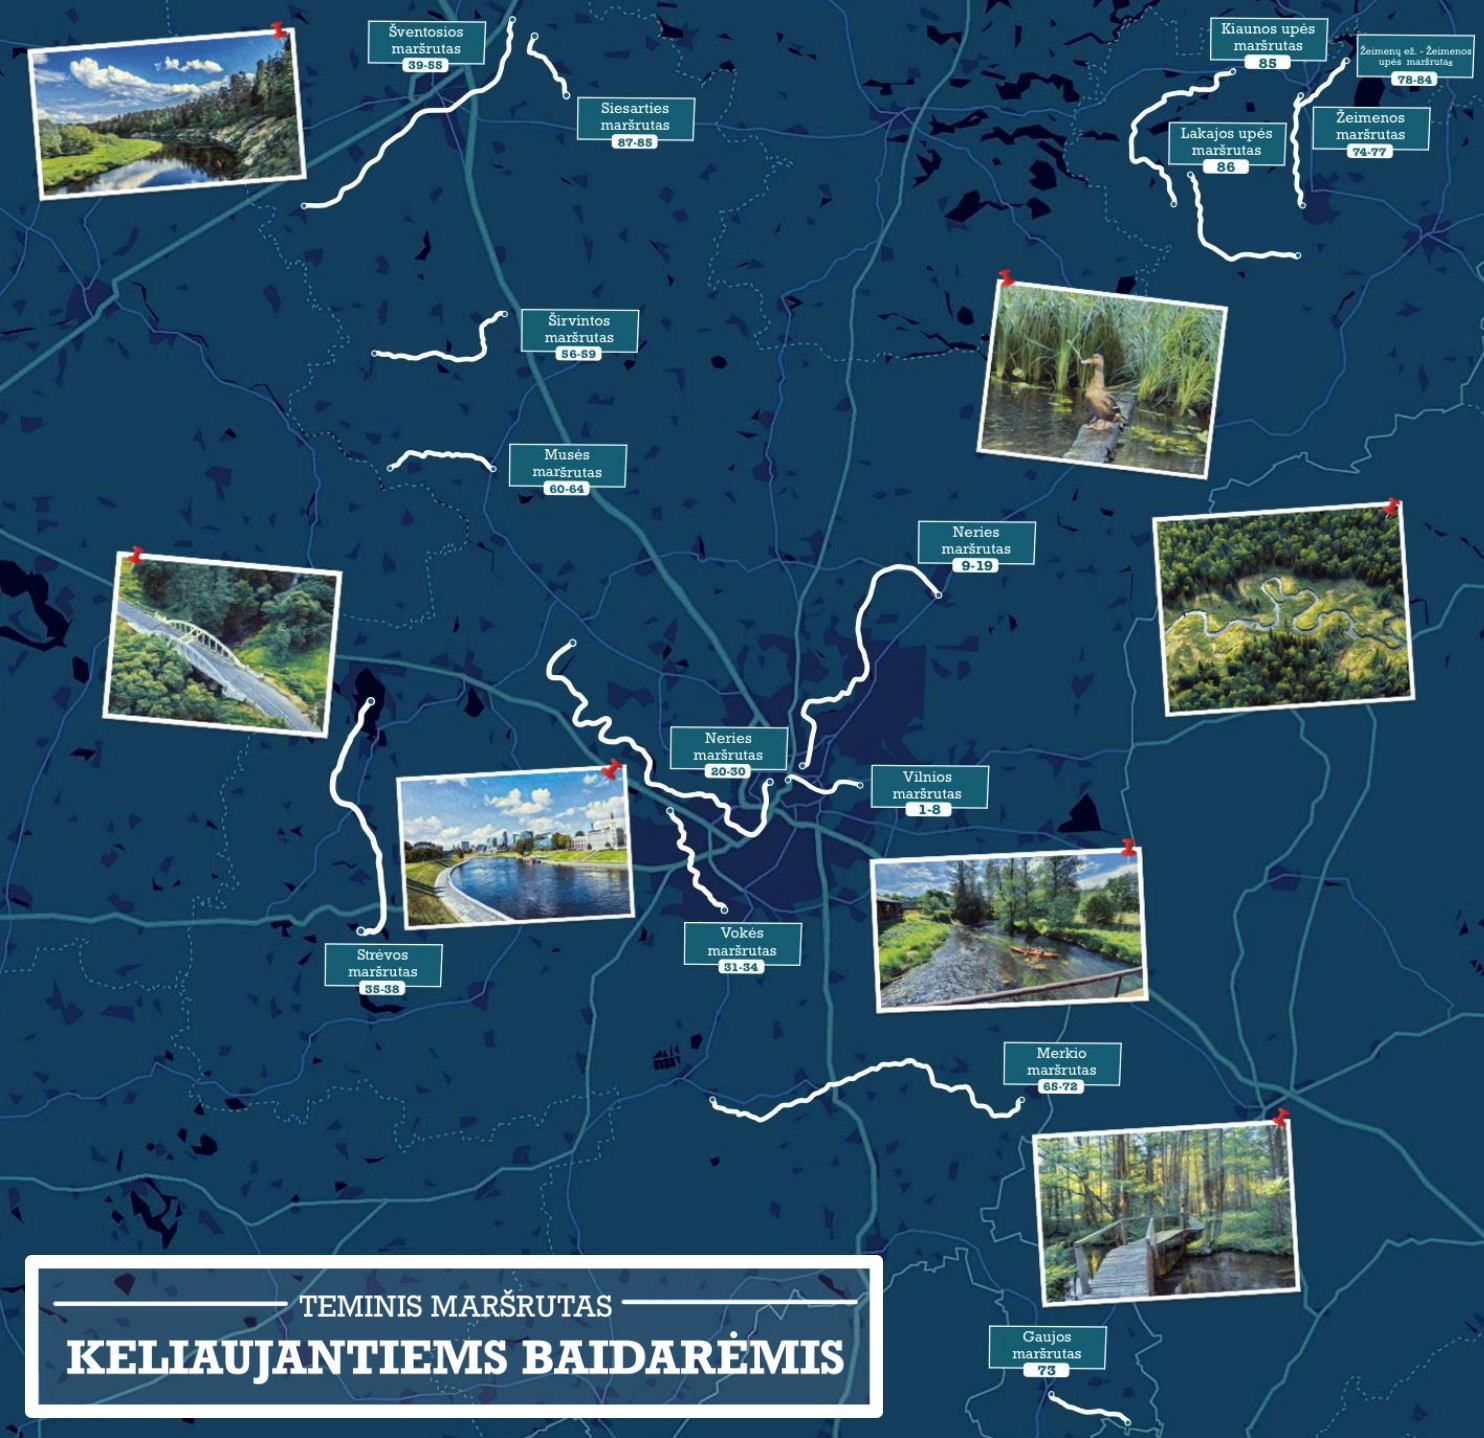 Šventosios
maršrutas
39-55
Siesarties
maršrutas
87-85
Kiaunos upės
maršrutas
85
Žeimenų ež. - Žeimenos
upės maršrutas
78-84
Lakajos upės
maršrutas
86
Žeimenos
maršrutas
74-77
Širvintos
maršrutas
56-59
Musės
maršrutas
60-64
Neries
maršrutas
9-19
Neries
maršrutas
20-30
Vilnios
maršrutas
1-8
Vokės
maršrutas
31-34
Strėvos
maršrutas
35-38
Merkio
maršrutas
65-72
Gaujos
maršrutas
73
TEMINIS MARŠRUTAS
KELIAUJANTIEMS BAIDARĖMIS